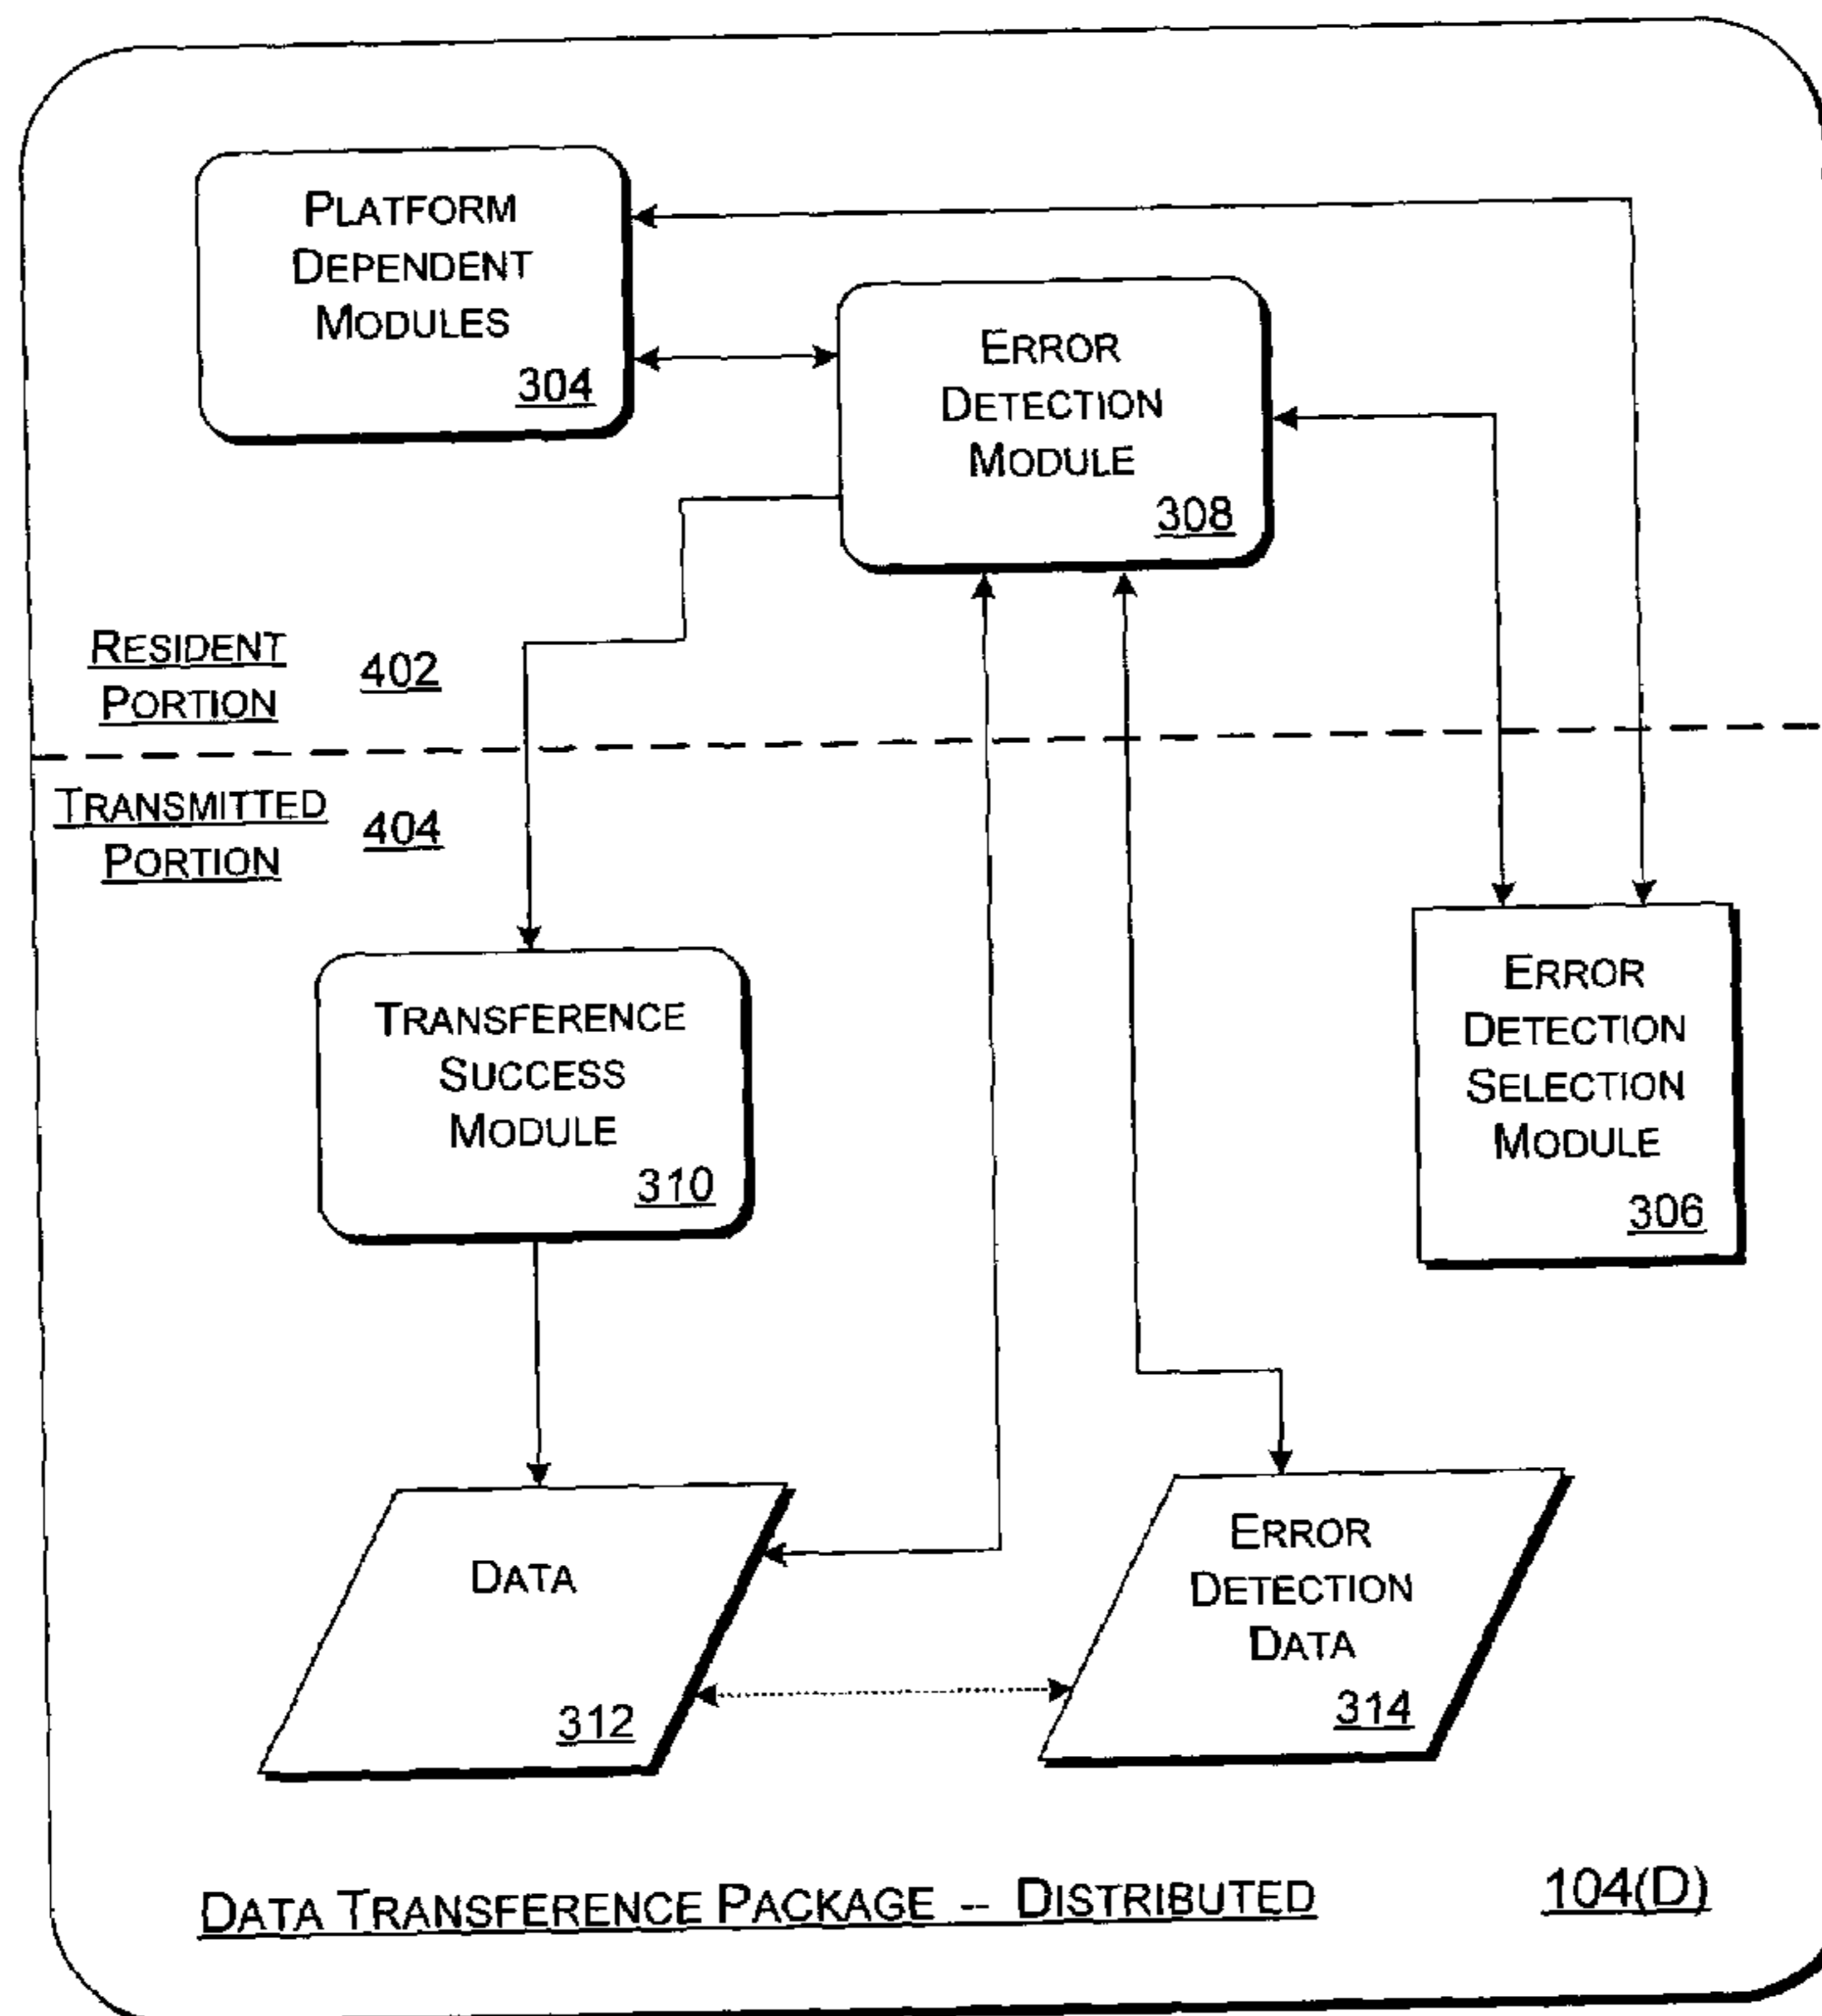 PLATFORM
DEPENDENT
MODULES
304
ERROR
DETECTION
MODULE
308
RESIDENT
PORTION
402
TRANSMITTED
PORTION
404
TRANSFERENCE
SUCCESS
MODULE
310
ERROR
DETECTION
SELECTION
MODULE
306
DATA
312
ERROR
DETECTION
DATA
314
DATA TRANSFERENCE PACKAGE -- DISTRIBUTED
104(D)